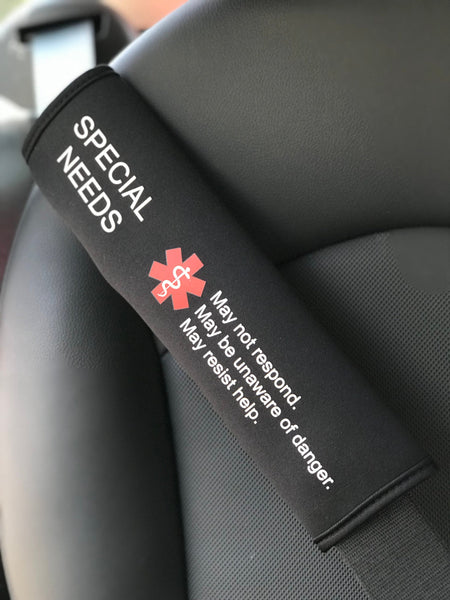 SPECIAL
NEEDS
May not respond.
May be unaware of danger.
May resist help.